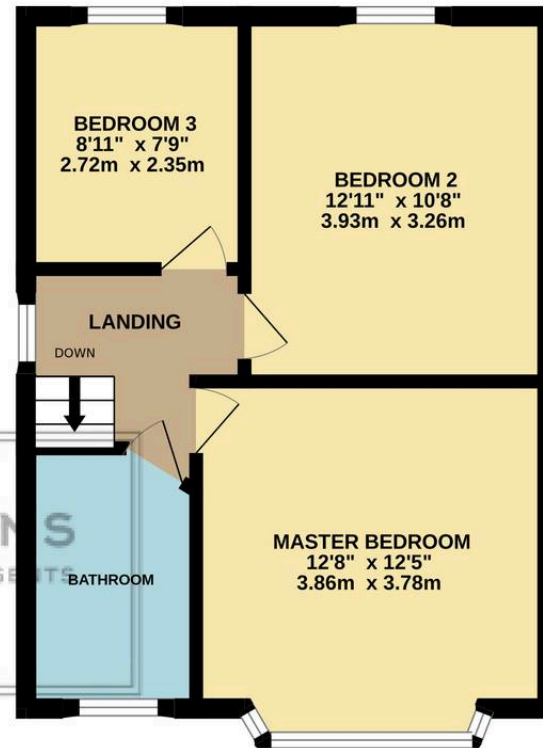 BEDROOM 3
8'11" x 7'9"
2.72m x 2.35m
BEDROOM 2
12'11" x 10'8"
3.93m x 3.26m
LANDING
DOWN
MASTER BEDROOM
12'8" x 12'5"
3.86m x 3.78m
BATHROOM